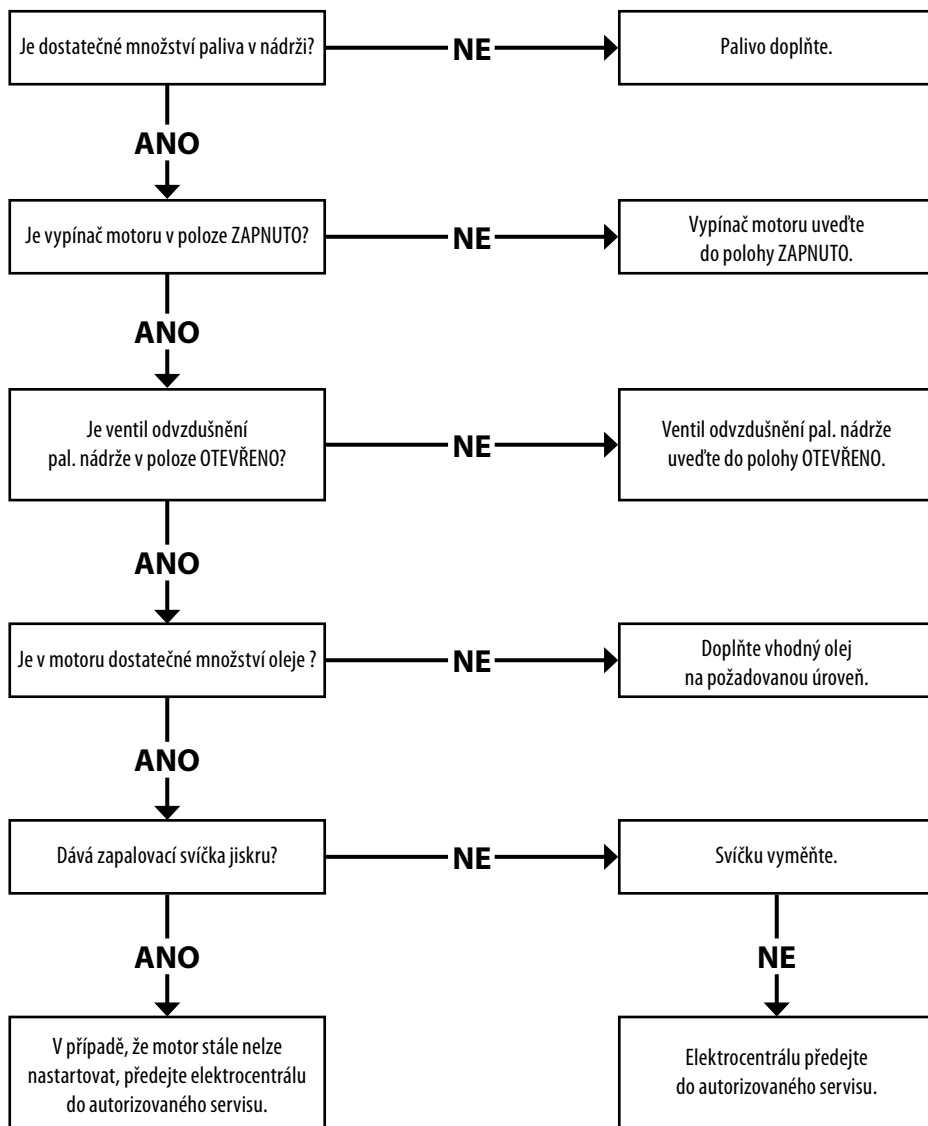 Je dostatečné množství paliva v nádrži?
NE
Palivo doplňte.
ANO
Je vypínač motoru v poloze ZAPNUTO?
NE
Vypínač motoru uveďte
do polohy ZAPNUTO.
ANO
Je ventil odvzdušnění
pal. nádrže v poloze OTEVŘENO?
NE
Ventil odvzdušnění pal. nádrže
uveďte do polohy OTEVŘENO.
ANO
Je v motoru dostatečné množství oleje ?
NE
Doplňte vhodný olej
na požadovanou úroveň.
ANO
Dává zapalovací svíčka jiskru?
NE
Svíčku vyměňte.
ANO
NE
V případě, že motor stále nelze
nastartovat, předejte elektrocentrálu
do autorizovaného servisu.
Elektrocentrálu předejte
do autorizovaného servisu.